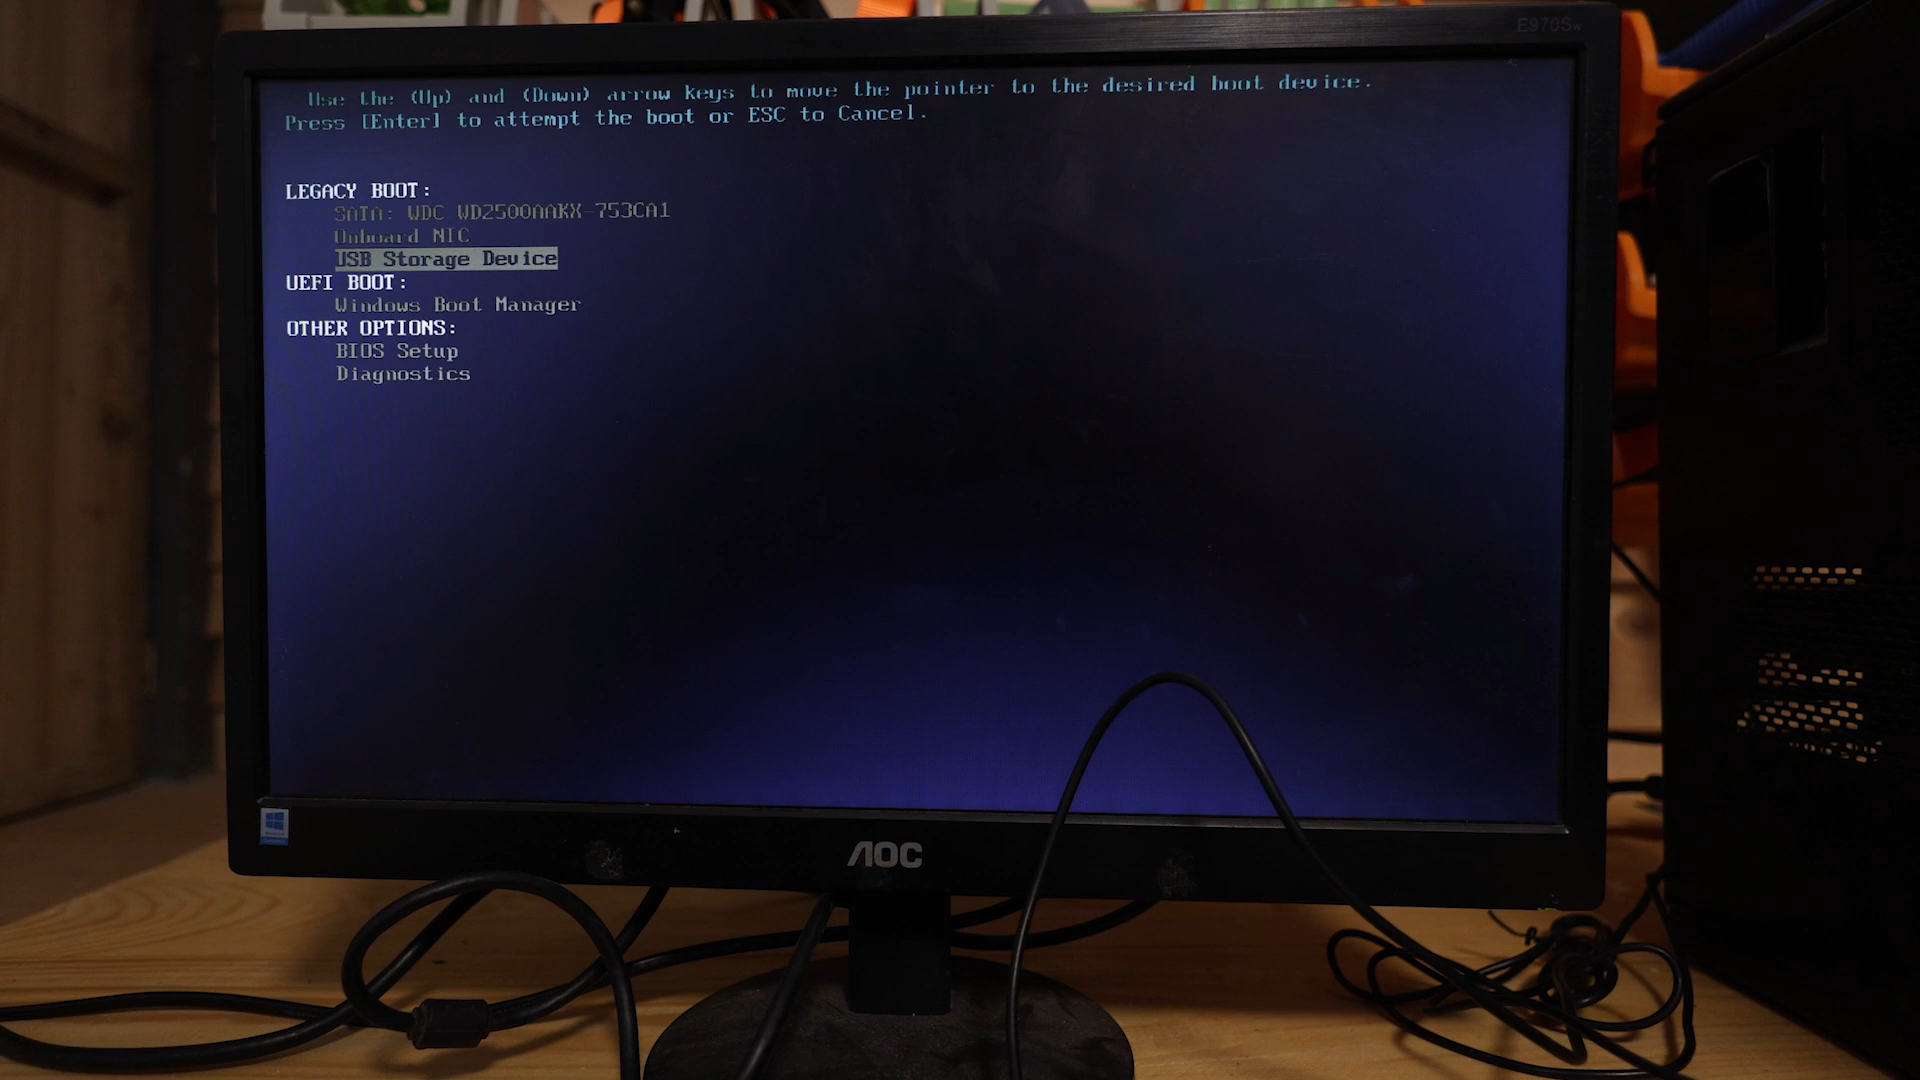 E970Sw
Use the (Up) and (Down) arrow keys to move the pointer to the desired boot device.
Press [Enter] to attempt the boot or ESC to Cancel.
LEGACY BOOT:
SATA: WDC WD2500AAKX-753CA1
Onboard NIC
USB Storage Device
UEFI BOOT:
Windows Boot Manager
OTHER OPTIONS:
BIOS Setup
Diagnostics
AOC